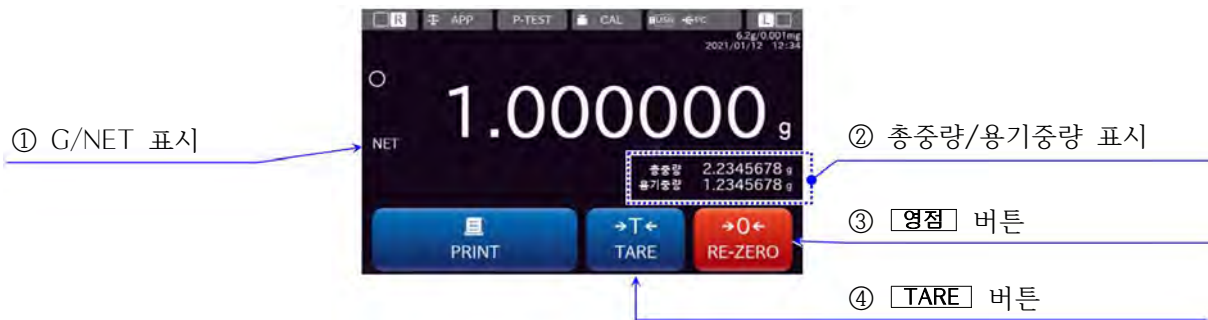 R APP P-TEST CAL USB PC L
6.2g/0.001mg
2021/01/12 12:34
1.000000 g
NET
① G/NET 표시
② 총중량/용기중량 표시
총중량 2.2345678 g
용기중량 1.2345678 g
③ 영점 버튼
→T← →0←
PRINT TARE RE-ZERO
④ TARE 버튼